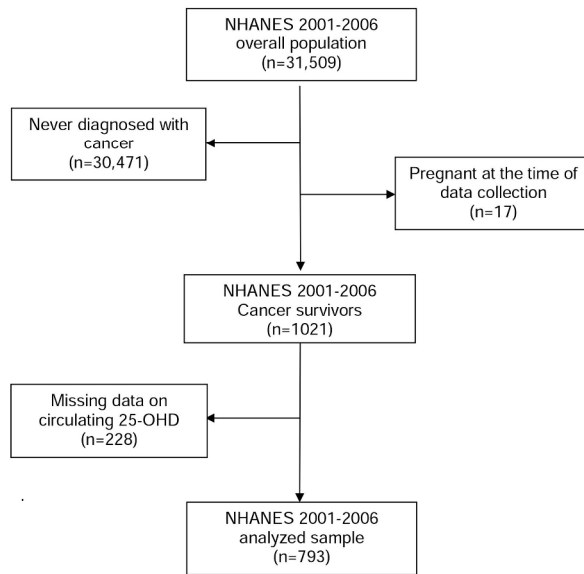 NHANES 2001-2006
overall population
(n=31,509)
Never diagnosed with
cancer
(n=30,471)
Pregnant at the time of
data collection
(n=17)
NHANES 2001-2006
Cancer survivors
(n=1021)
Missing data on
circulating 25-OHD
(n=228)
.
NHANES 2001-2006
analyzed sample
(n=793)